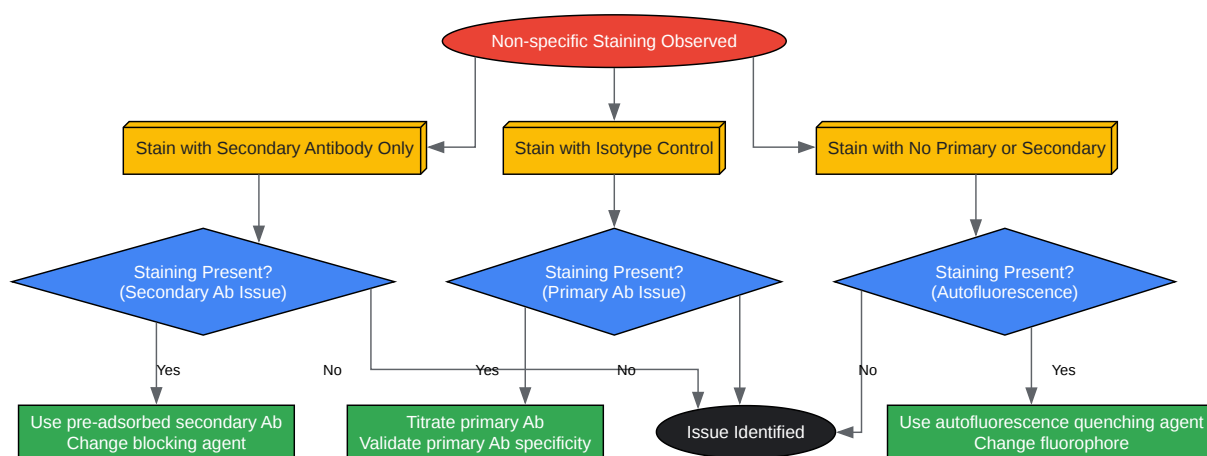 Non-specific Staining Observed
Stain with Secondary Antibody Only
Stain with Isotype Control
Stain with No Primary or Secondary
Staining Present?
(Secondary Ab Issue)
Staining Present?
(Primary Ab Issue)
Staining Present?
(Autofluorescence)
Yes
No
Yes
No
No
Yes
Use pre-adsorbed secondary Ab
Change blocking agent
Titrate primary Ab
Validate primary Ab specificity
Issue Identified
Use autofluorescence quenching agent
Change fluorophore